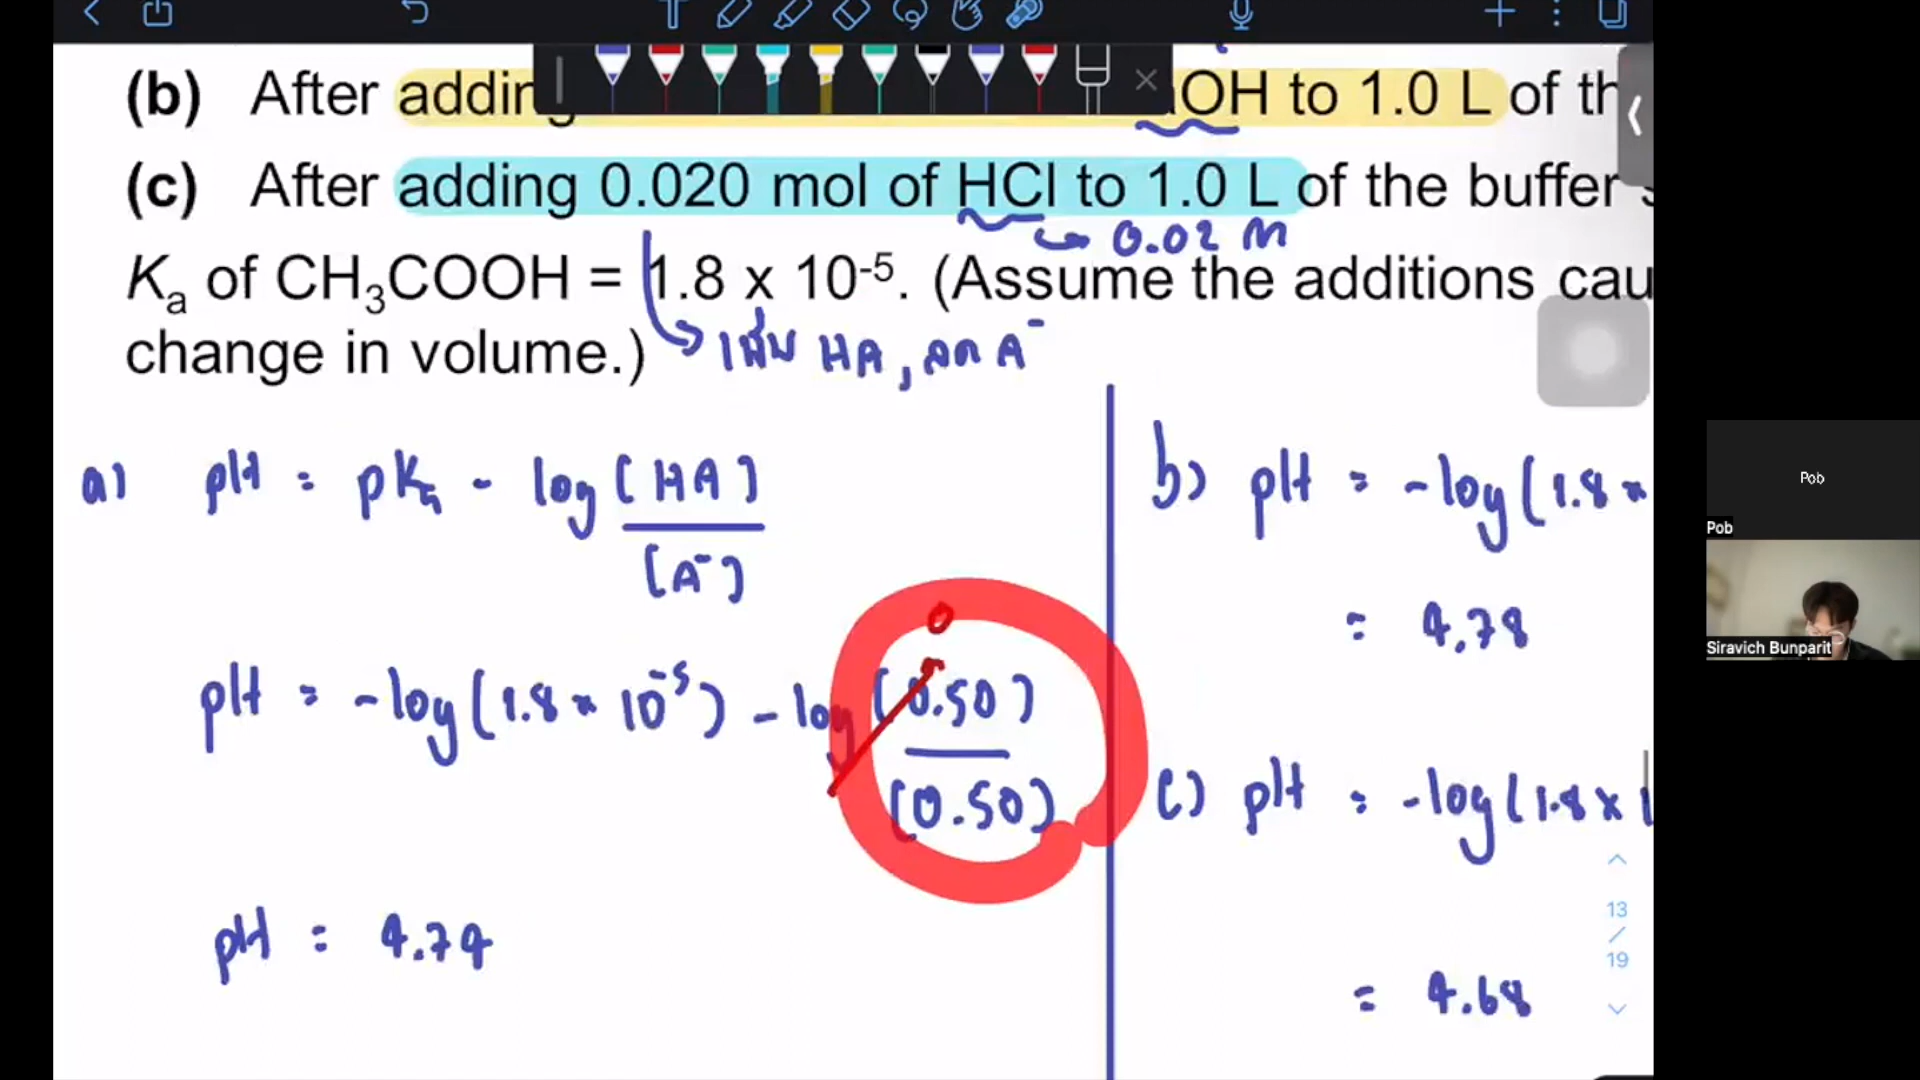 (b) After addin OH to 1.0 L of th
(c) After adding 0.020 mol of HCl to 1.0 L of the buffer s
→ 0.02 M
Ka of CH3COOH = 1.8 x 10-5. (Assume the additions cau
change in volume.)
เพิ่ม HA, ลด A-
a) pH = pKa - log [HA]
[A-]
0
pH = -log(1.8 x 10-5) - log (0.50)
(0.50)
pH = 4.74
b) pH = -log(1.8 x
= 4.78
c) pH = -log(1.8 x 1
= 4.68
13
/
19
Pob
Pob
Siravich Bunparit